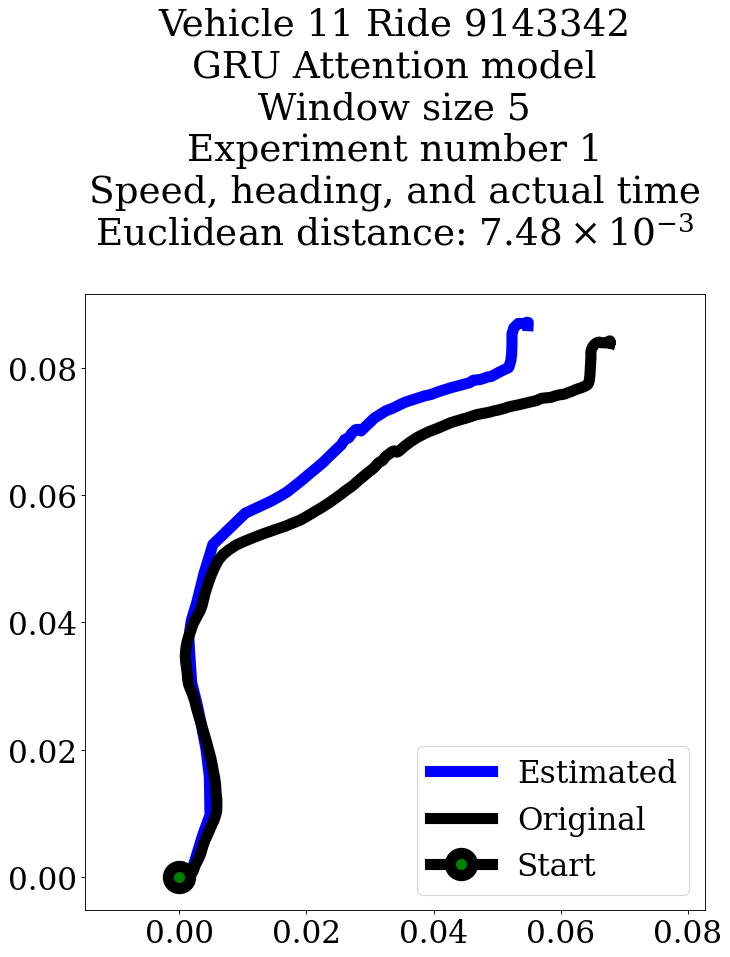 Vehicle 11 Ride 9143342
GRU Attention model
Window size 5
Experiment number 1
Speed, heading, and actual time
Euclidean distance: 7.48 × 10⁻³
0.08
0.06
0.04
0.02
0.00
Estimated
Original
Start
0.00 0.02 0.04 0.06 0.08